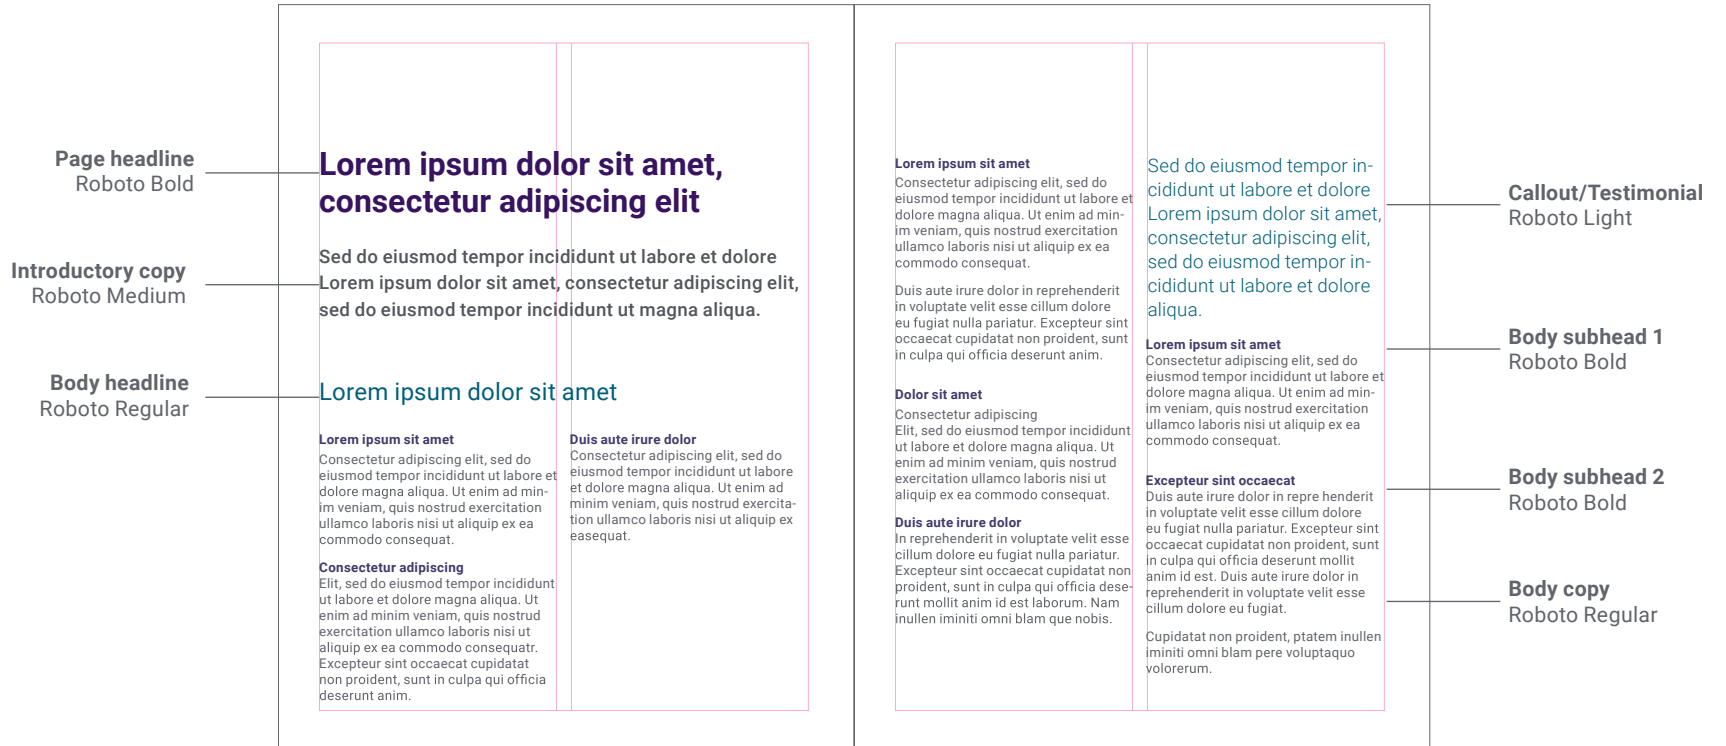 Page headline
Roboto Bold
Introductory copy
Roboto Medium
Body headline
Roboto Regular
Lorem ipsum dolor sit amet,
consectetur adipiscing elit
Sed do eiusmod tempor incididunt ut labore et dolore
Lorem ipsum dolor sit amet, consectetur adipiscing elit,
sed do eiusmod tempor incididunt ut magna aliqua.
Lorem ipsum dolor sit amet
Lorem ipsum sit amet
Consectetur adipiscing elit, sed do
eiusmod tempor incididunt ut labore et
dolore magna aliqua. Ut enim ad min-
im veniam, quis nostrud exercitation
ullamco laboris nisi ut aliquip ex ea
commodo consequat.
Consectetur adipiscing
Elit, sed do eiusmod tempor incididunt
ut labore et dolore magna aliqua. Ut
enim ad minim veniam, quis nostrud
exercitation ullamco laboris nisi ut
aliquip ex ea commodo consequatr.
Excepteur sint occaecat cupidatat
non proident, sunt in culpa qui officia
deserunt anim.
Duis aute irure dolor
Consectetur adipiscing elit, sed do
eiusmod tempor incididunt ut labore
et dolore magna aliqua. Ut enim ad
minim veniam, quis nostrud exercita-
tion ullamco laboris nisi ut aliquip ex
easequat.
Lorem ipsum sit amet
Consectetur adipiscing elit, sed do
eiusmod tempor incididunt ut labore et
dolore magna aliqua. Ut enim ad min-
im veniam, quis nostrud exercitation
ullamco laboris nisi ut aliquip ex ea
commodo consequat.
Duis aute irure dolor in reprehenderit
in voluptate velit esse cillum dolore
eu fugiat nulla pariatur. Excepteur sint
occaecat cupidatat non proident, sunt
in culpa qui officia deserunt anim.
Dolor sit amet
Consectetur adipiscing
Elit, sed do eiusmod tempor incididunt
ut labore et dolore magna aliqua. Ut
enim ad minim veniam, quis nostrud
exercitation ullamco laboris nisi ut
aliquip ex ea commodo consequat.
Duis aute irure dolor
In reprehenderit in voluptate velit esse
cillum dolore eu fugiat nulla pariatur.
Excepteur sint occaecat cupidatat non
proident, sunt in culpa qui officia dese-
runt mollit anim id est laborum. Nam
inullen iminiti omni blam que nobis.
Sed do eiusmod tempor in-
cididunt ut labore et dolore
Lorem ipsum dolor sit amet,
consectetur adipiscing elit,
sed do eiusmod tempor in-
cididunt ut labore et dolore
aliqua.
Lorem ipsum sit amet
Consectetur adipiscing elit, sed do
eiusmod tempor incididunt ut labore et
dolore magna aliqua. Ut enim ad min-
im veniam, quis nostrud exercitation
ullamco laboris nisi ut aliquip ex ea
commodo consequat.
Excepteur sint occaecat
Duis aute irure dolor in repre henderit
in voluptate velit esse cillum dolore
eu fugiat nulla pariatur. Excepteur sint
occaecat cupidatat non proident, sunt
in culpa qui officia deserunt mollit
anim id est. Duis aute irure dolor in
reprehenderit in voluptate velit esse
cillum dolore eu fugiat.
Cupidatat non proident, ptatem inullen
iminiti omni blam pere voluptaquo
volorerum.
Callout/Testimonial
Roboto Light
Body subhead 1
Roboto Bold
Body subhead 2
Roboto Bold
Body copy
Roboto Regular